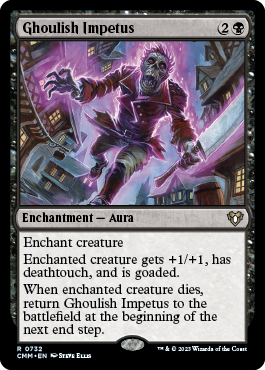 Ghoulish Impetus 2
Enchantment — Aura
Enchant creature
Enchanted creature gets +1/+1, has
deathtouch, and is goaded.
When enchanted creature dies,
return Ghoulish Impetus to the
battlefield at the beginning of the
next end step.
R 0732
CMM • EN Steve Ellis
™ & © 2023 Wizards of the Coast